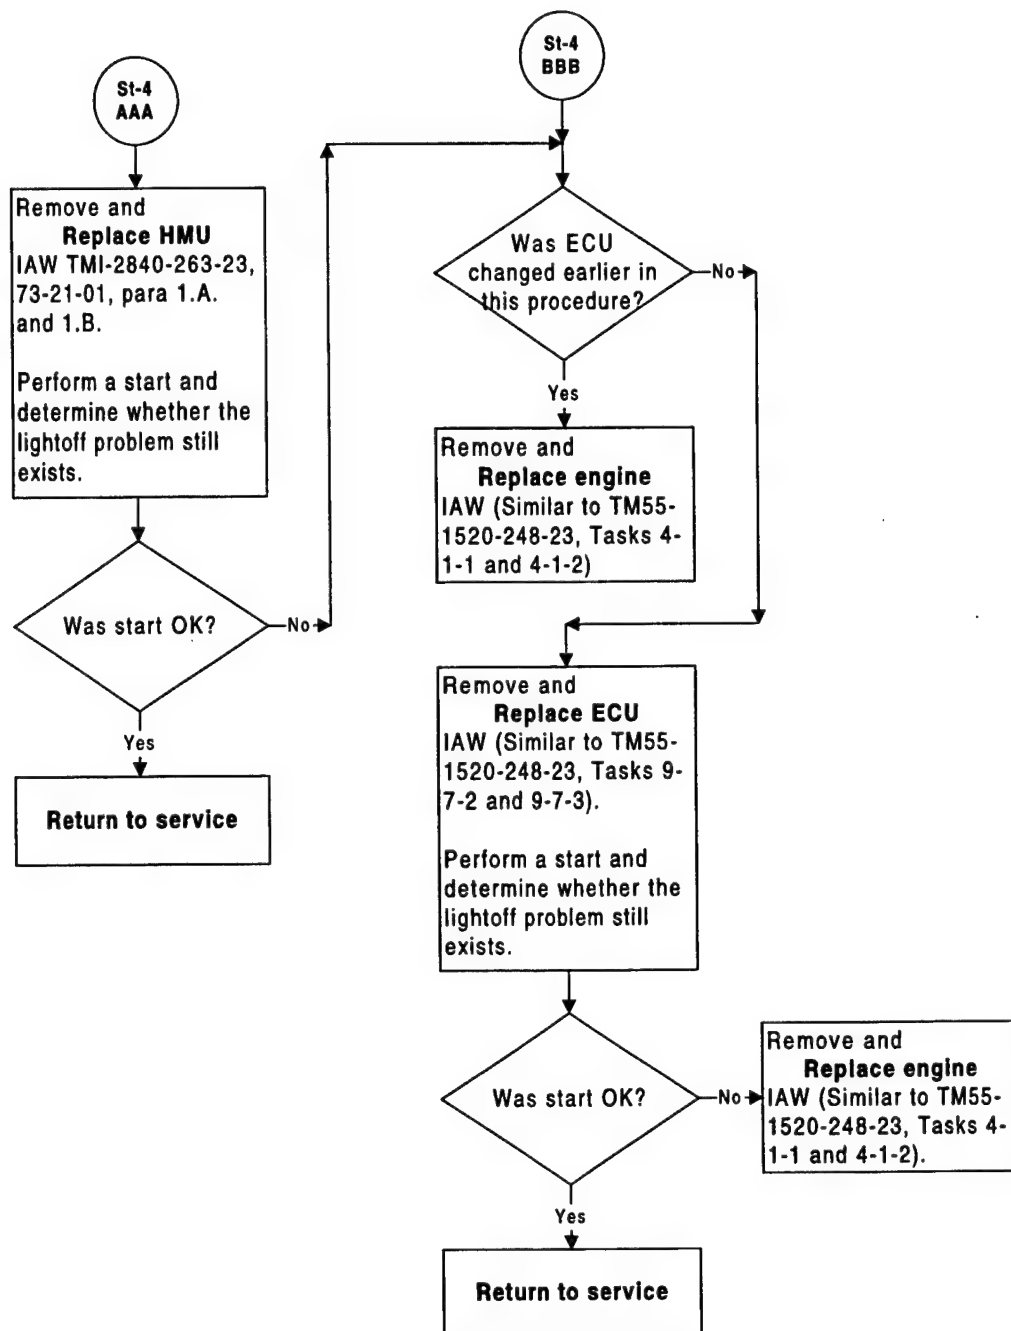 St-4
AAA
Remove and
Replace HMU
IAW TMI-2840-263-23,
73-21-01, para 1.A.
and 1.B.
Perform a start and
determine whether the
lightoff problem still
exists.
Was start OK?
No
Yes
Return to service
St-4
BBB
Was ECU
changed earlier in
this procedure?
No
Yes
Remove and
Replace engine
IAW (Similar to TM55-
1520-248-23, Tasks 4-
1-1 and 4-1-2)
Remove and
Replace ECU
IAW (Similar to TM55-
1520-248-23, Tasks 9-
7-2 and 9-7-3).
Perform a start and
determine whether the
lightoff problem still
exists.
Was start OK?
No
Remove and
Replace engine
IAW (Similar to TM55-
1520-248-23, Tasks 4-
1-1 and 4-1-2).
Yes
Return to service